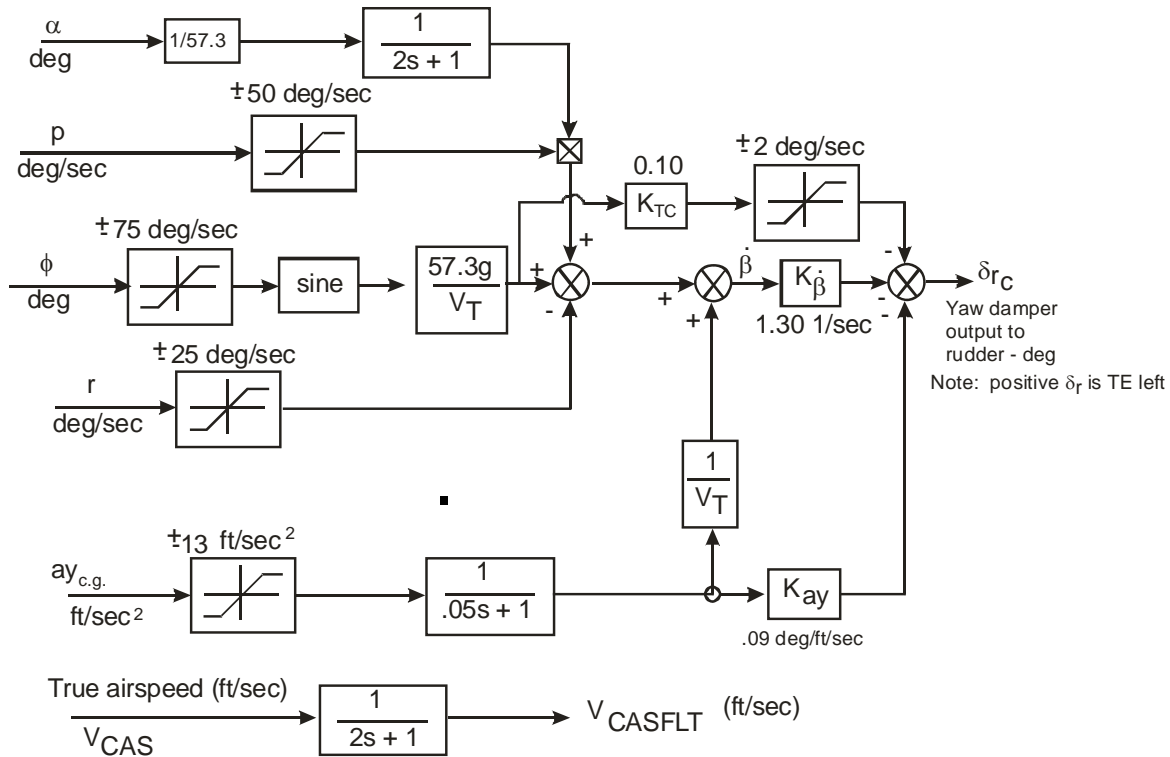 α
deg
1/57.3
1
2s + 1
±50 deg/sec
p
deg/sec
0.10
K_TC
±2 deg/sec
±75 deg/sec
ϕ
deg
sine
57.3g
V_T
+
+
-
+
+
β̇
K_β̇
1.30 1/sec
-
-
-
δr_c
Yaw damper
output to
rudder - deg
Note: positive δ_r is TE left
±25 deg/sec
r
deg/sec
1
V_T
±13 ft/sec²
ay_c.g.
ft/sec²
1
.05s + 1
K_ay
.09 deg/ft/sec
True airspeed (ft/sec)
V_CAS
1
2s + 1
V_CASFLT (ft/sec)